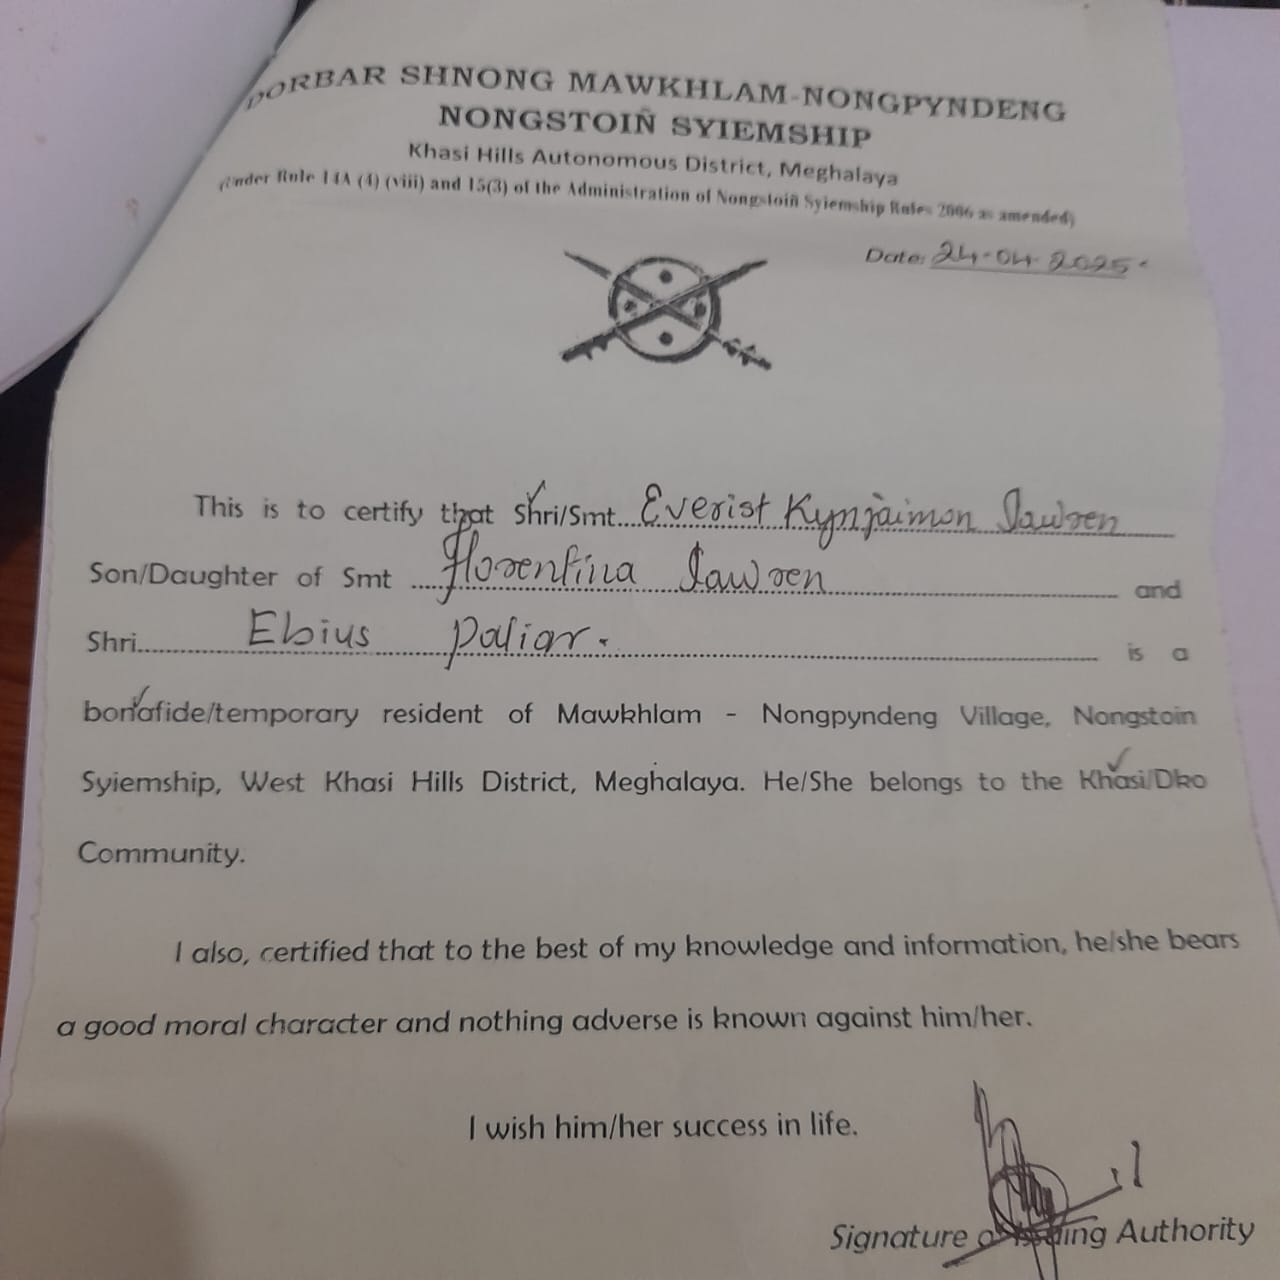 DORBAR SHNONG MAWKHLAM-NONGPYNDENG
NONGSTOIÑ SYIEMSHIP
Khasi Hills Autonomous District, Meghalaya
(Under Rule 14A (4) (viii) and 15(3) of the Administration of Nongstoiñ Syiemship Rules 2006 as amended)
Date: 24-04-2025.
This is to certify that Shri/Smt....Everist Kynjaimon Iawren
Son/Daughter of Smt .....Florentina Iawren..... and
Shri.....Ebius paliar...... is a
bonafide/temporary resident of Mawkhlam - Nongpyndeng Village, Nongstoin
Syiemship, West Khasi Hills District, Meghalaya. He/She belongs to the Khasi/Dko
Community.
I also, certified that to the best of my knowledge and information, he/she bears
a good moral character and nothing adverse is known against him/her.
I wish him/her success in life.
Signature of Issuing Authority